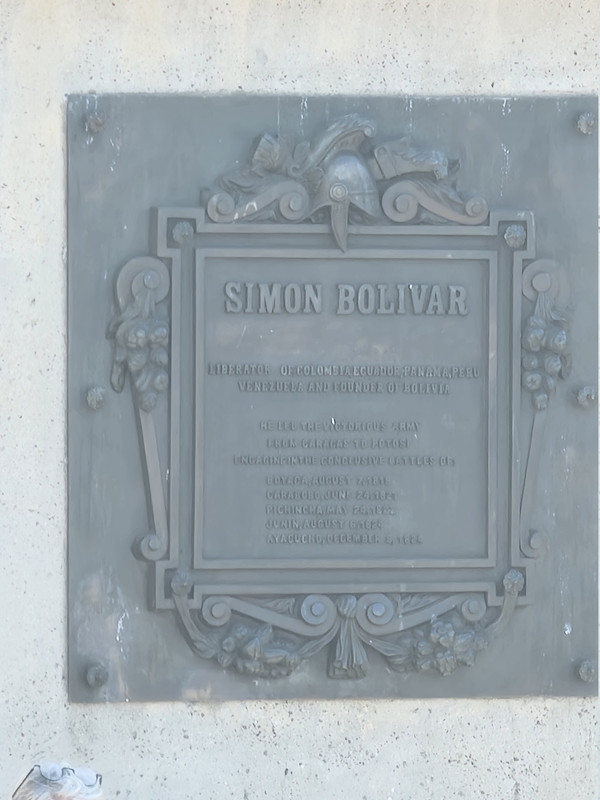 SIMON BOLIVAR
LIBERATOR OF COLOMBIA, ECUADOR, PANAMA, PERU
VENEZUELA AND FOUNDER OF BOLIVIA
HE LED THE VICTORIOUS ARMY
FROM CARACAS TO POTOSI
ENGAGING IN THE CONCLUSIVE BATTLES OF:
BOYACA, AUGUST 7, 1819
CARABOBO, JUNE 24, 1821
PICHINCHA, MAY 24, 1822
JUNIN, AUGUST 6, 1824
AYACUCHO, DECEMBER 9, 1824